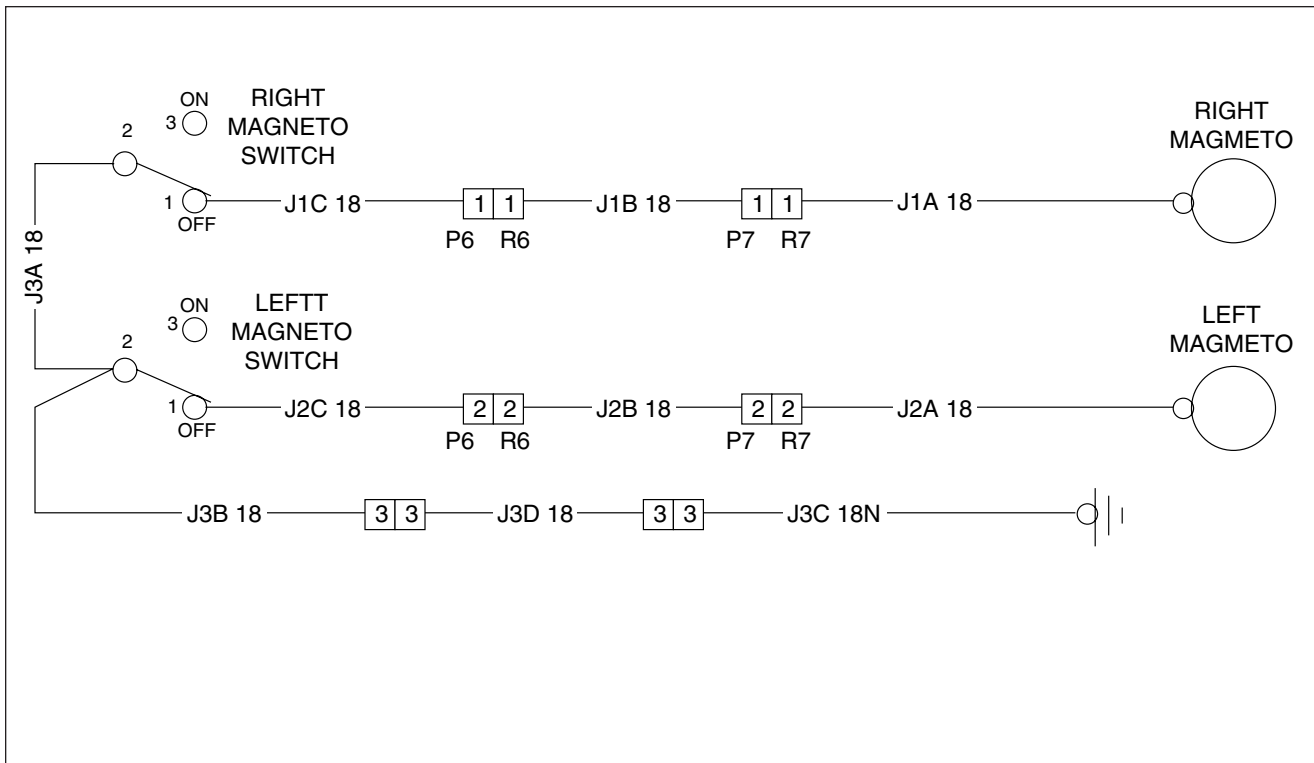 ON
3
RIGHT
MAGNETO
SWITCH
2
1
OFF
J1C 18
1 1
P6 R6
J1B 18
1 1
P7 R7
J1A 18
RIGHT
MAGMETO
J3A 18
ON
3
LEFTT
MAGNETO
SWITCH
2
1
OFF
J2C 18
2 2
P6 R6
J2B 18
2 2
P7 R7
J2A 18
LEFT
MAGMETO
J3B 18
3 3
J3D 18
3 3
J3C 18N